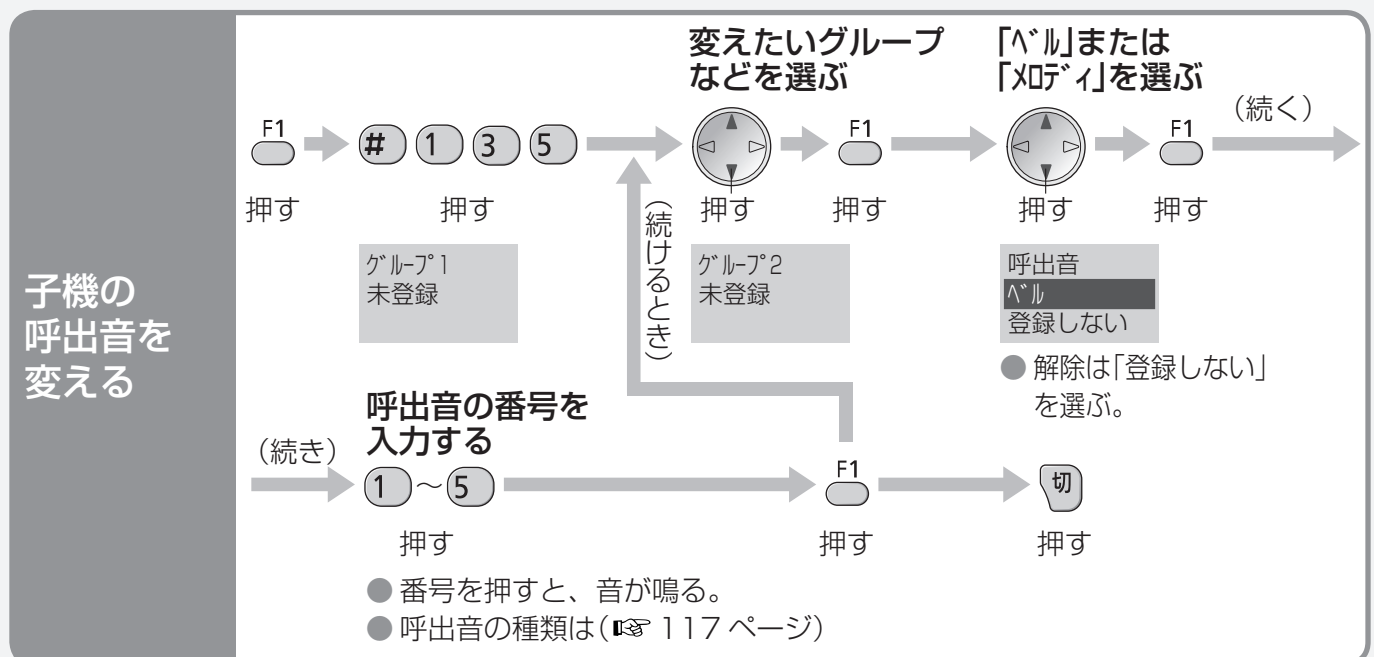 子機の
呼出音を
変える
変えたいグループ
などを選ぶ
「ﾍﾞﾙ」または
「ﾒﾛﾃﾞｨ」を選ぶ
F1
# 1 3 5
F1
F1
(続く)
押す
押す
押す
押す
押す
押す
ｸﾞﾙｰﾌﾟ1
未登録
(続けるとき)
ｸﾞﾙｰﾌﾟ2
未登録
呼出音
ﾍﾞﾙ
登録しない
● 解除は「登録しない」
を選ぶ。
(続き)
呼出音の番号を
入力する
1 ～ 5
F1
切
押す
押す
押す
● 番号を押すと、音が鳴る。
● 呼出音の種類は(☞ 117 ページ)